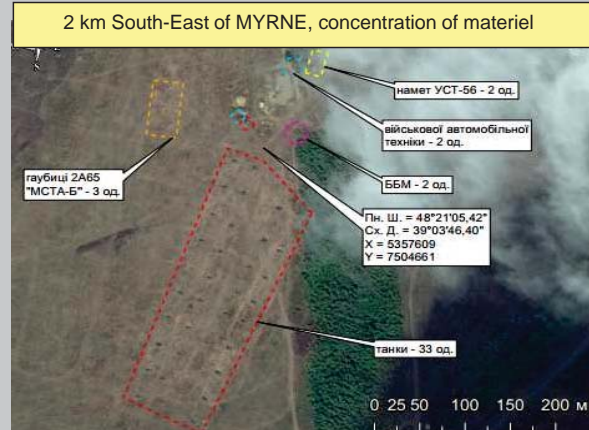 2 km South-East of MYRNE, concentration of materiel
намет УСТ-56 - 2 од.
військової автомобільної
техніки - 2 од.
гаубиці 2А65
"МСТА-Б" - 3 од.
ББМ - 2 од.
Пн. Ш. = 48°21'05,42"
Сх. Д. = 39°03'46,40"
X = 5357609
Y = 7504661
танки - 33 од.
0 25 50 100 150 200 м